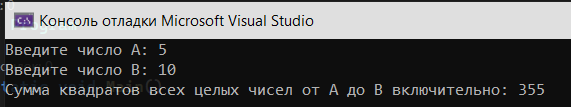 Консоль отладки Microsoft Visual Studio
Введите число A: 5
Введите число B: 10
Сумма квадратов всех целых чисел от A до B включительно: 355